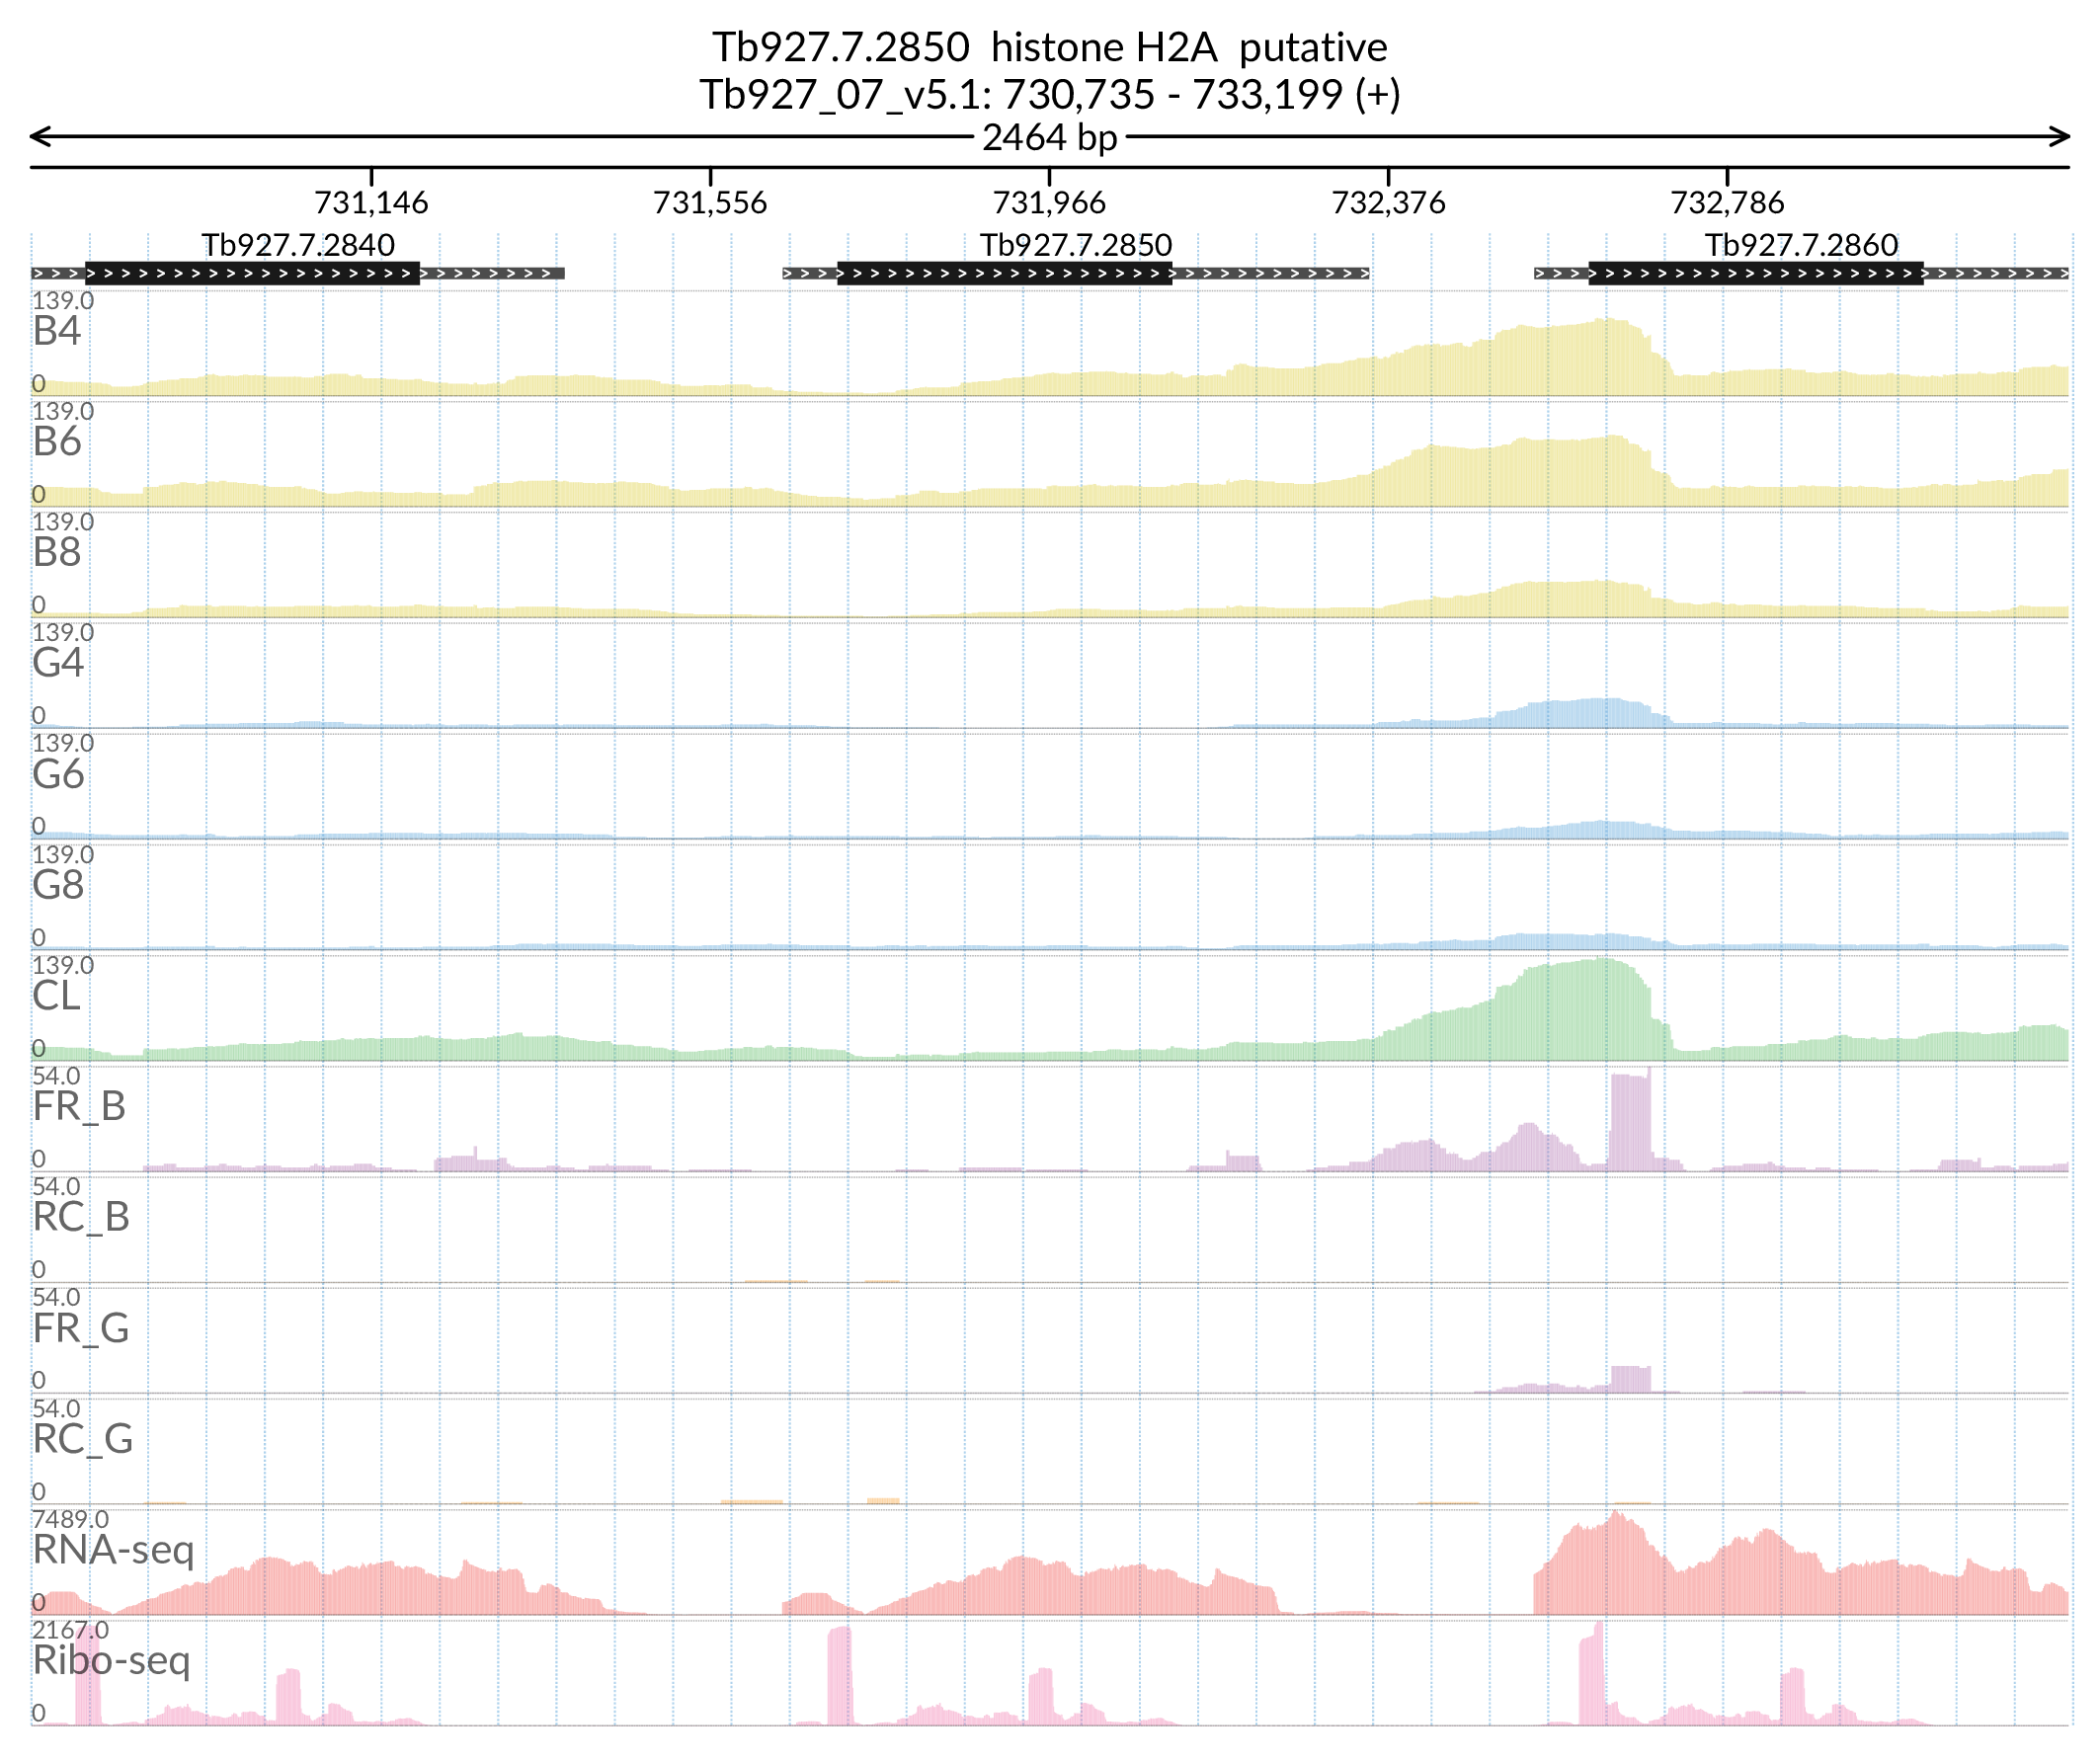 Tb927.7.2850  histone H2A  putative
Tb927_07_v5.1: 730,735 - 733,199 (+)
2464 bp
731,146 731,556 731,966 732,376 732,786
Tb927.7.2840 Tb927.7.2850 Tb927.7.2860
139.0
B4
0
139.0
B6
0
139.0
B8
0
139.0
G4
0
139.0
G6
0
139.0
G8
0
139.0
CL
0
54.0
FR_B
0
54.0
RC_B
0
54.0
FR_G
0
54.0
RC_G
0
7489.0
RNA-seq
0
2167.0
Ribo-seq
0